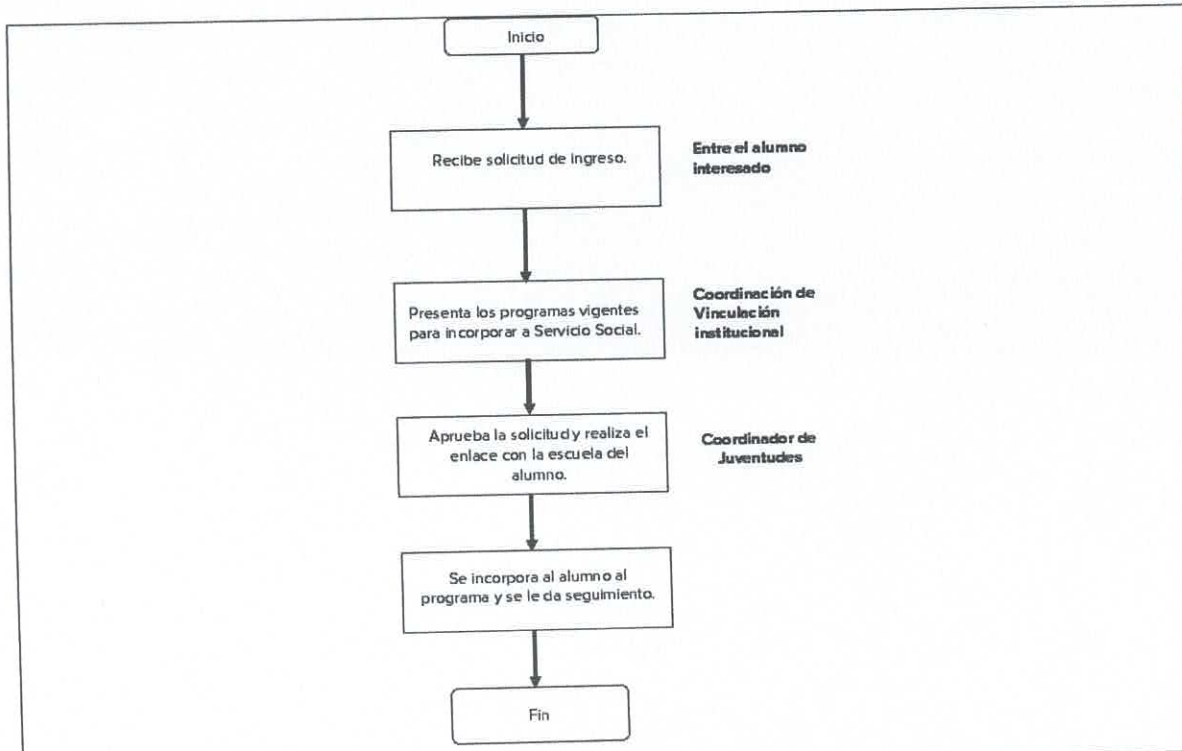 Inicio
Recibe solicitud de ingreso.
Entre el alumno
interesado
Presenta los programas vigentes
para incorporar a Servicio Social.
Coordinación de
Vinculación
institucional
Aprueba la solicitud y realiza el
enlace con la escuela del
alumno.
Coordinador de
Juventudes
Se incorpora al alumno al
programa y se le da seguimiento.
Fin